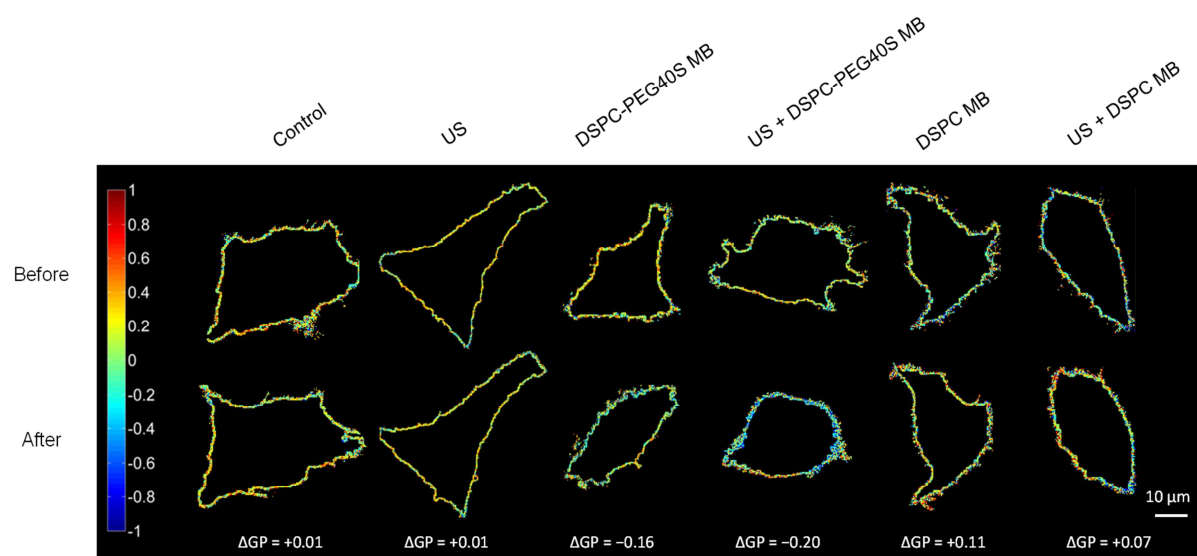 Control
US
DSPC-PEG40S MB
US + DSPC-PEG40S MB
DSPC MB
US + DSPC MB
Before
After
1
0.8
0.6
0.4
0.2
0
-0.2
-0.4
-0.6
-0.8
-1
10 μm
ΔGP = +0.01
ΔGP = +0.01
ΔGP = −0.16
ΔGP = −0.20
ΔGP = +0.11
ΔGP = +0.07